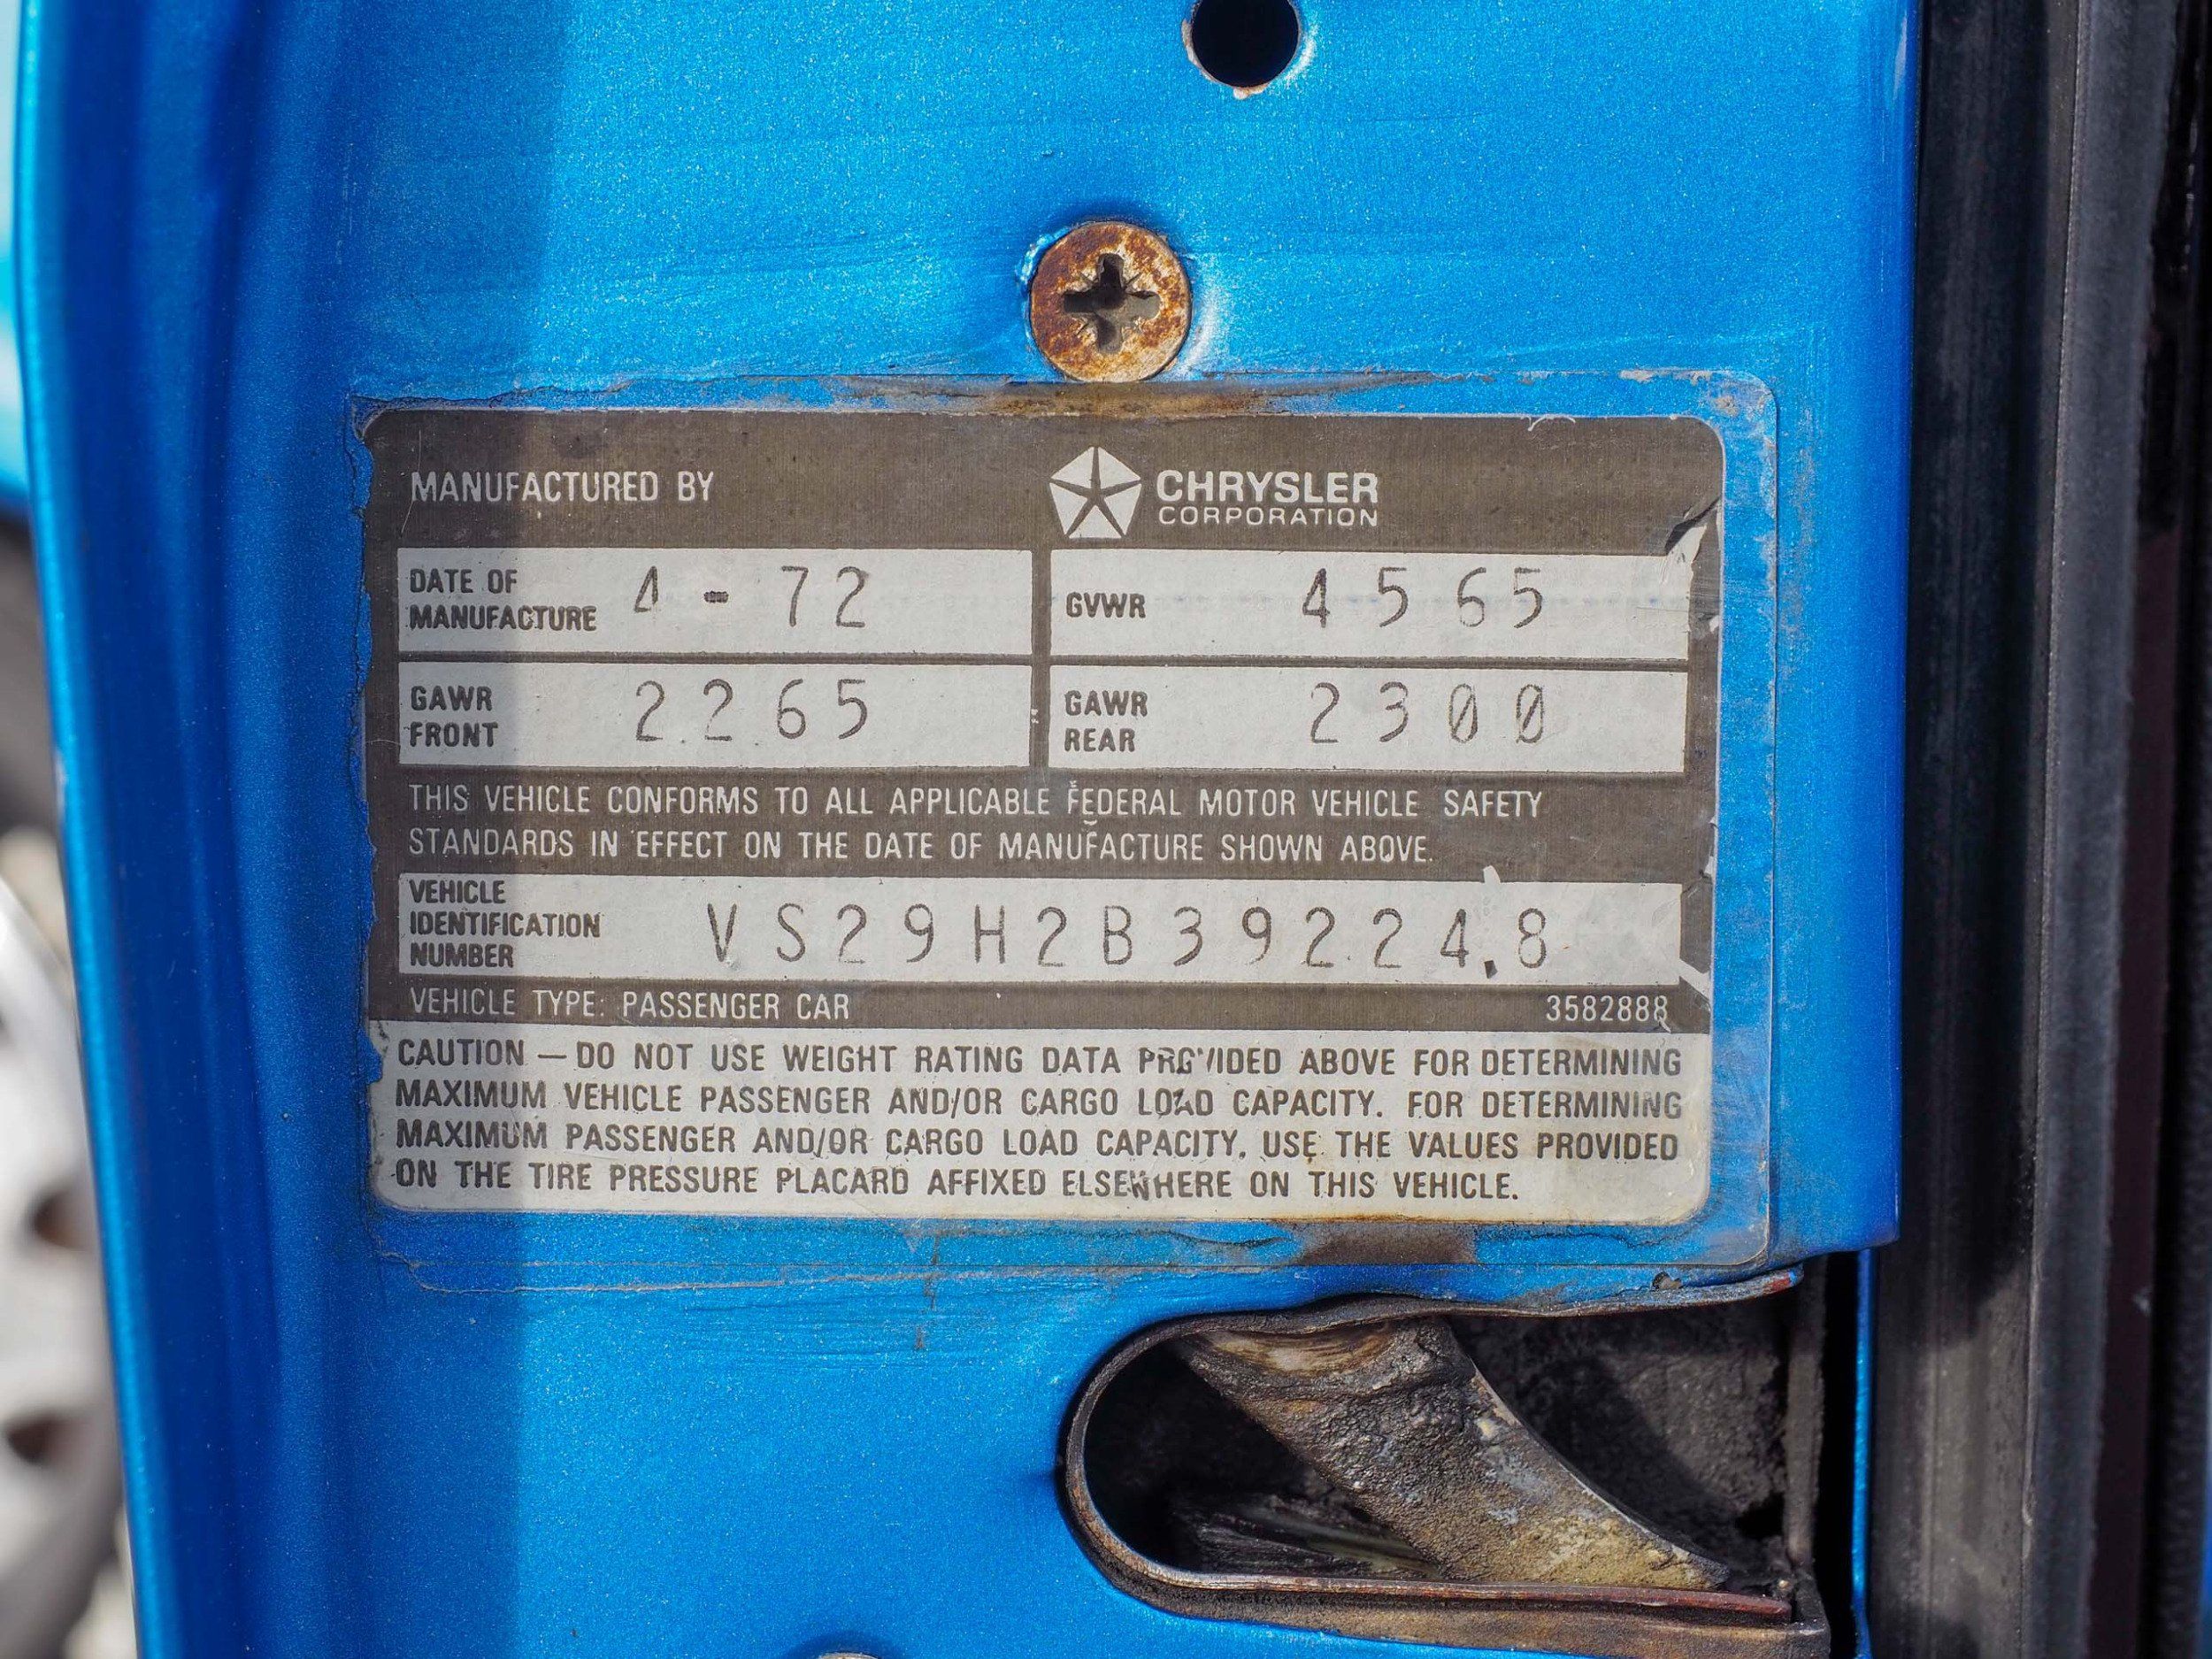 MANUFACTURED BY CHRYSLER CORPORATION
DATE OF MANUFACTURE 4-72 GVWR 4565
GAWR FRONT 2265 GAWR REAR 2300
THIS VEHICLE CONFORMS TO ALL APPLICABLE FEDERAL MOTOR VEHICLE SAFETY
STANDARDS IN EFFECT ON THE DATE OF MANUFACTURE SHOWN ABOVE.
VEHICLE IDENTIFICATION NUMBER VS29H2B392248
VEHICLE TYPE: PASSENGER CAR 3582888
CAUTION — DO NOT USE WEIGHT RATING DATA PROVIDED ABOVE FOR DETERMINING
MAXIMUM VEHICLE PASSENGER AND/OR CARGO LOAD CAPACITY. FOR DETERMINING
MAXIMUM PASSENGER AND/OR CARGO LOAD CAPACITY, USE THE VALUES PROVIDED
ON THE TIRE PRESSURE PLACARD AFFIXED ELSEWHERE ON THIS VEHICLE.